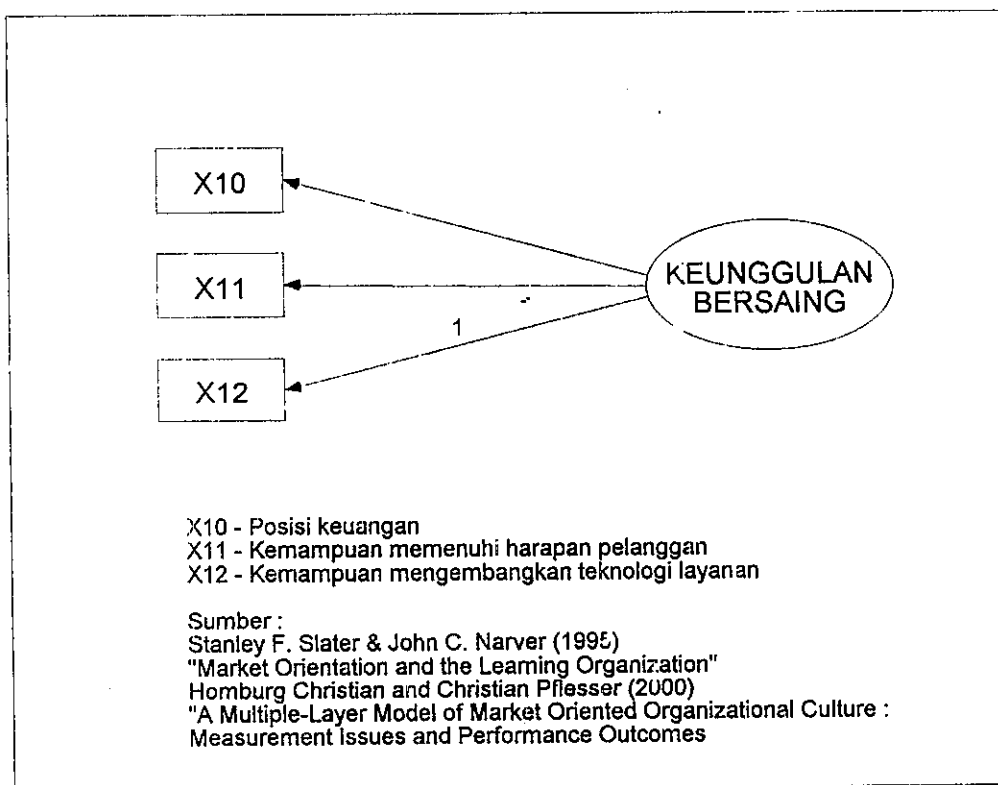 X10
X11
KEUNGGULAN
BERSAING
1
X12
X10 - Posisi keuangan
X11 - Kemampuan memenuhi harapan pelanggan
X12 - Kemampuan mengembangkan teknologi layanan
Sumber :
Stanley F. Slater & John C. Narver (1995)
"Market Orientation and the Learning Organization"
Homburg Christian and Christian Pflesser (2000)
"A Multiple-Layer Model of Market Oriented Organizational Culture :
Measurement Issues and Performance Outcomes